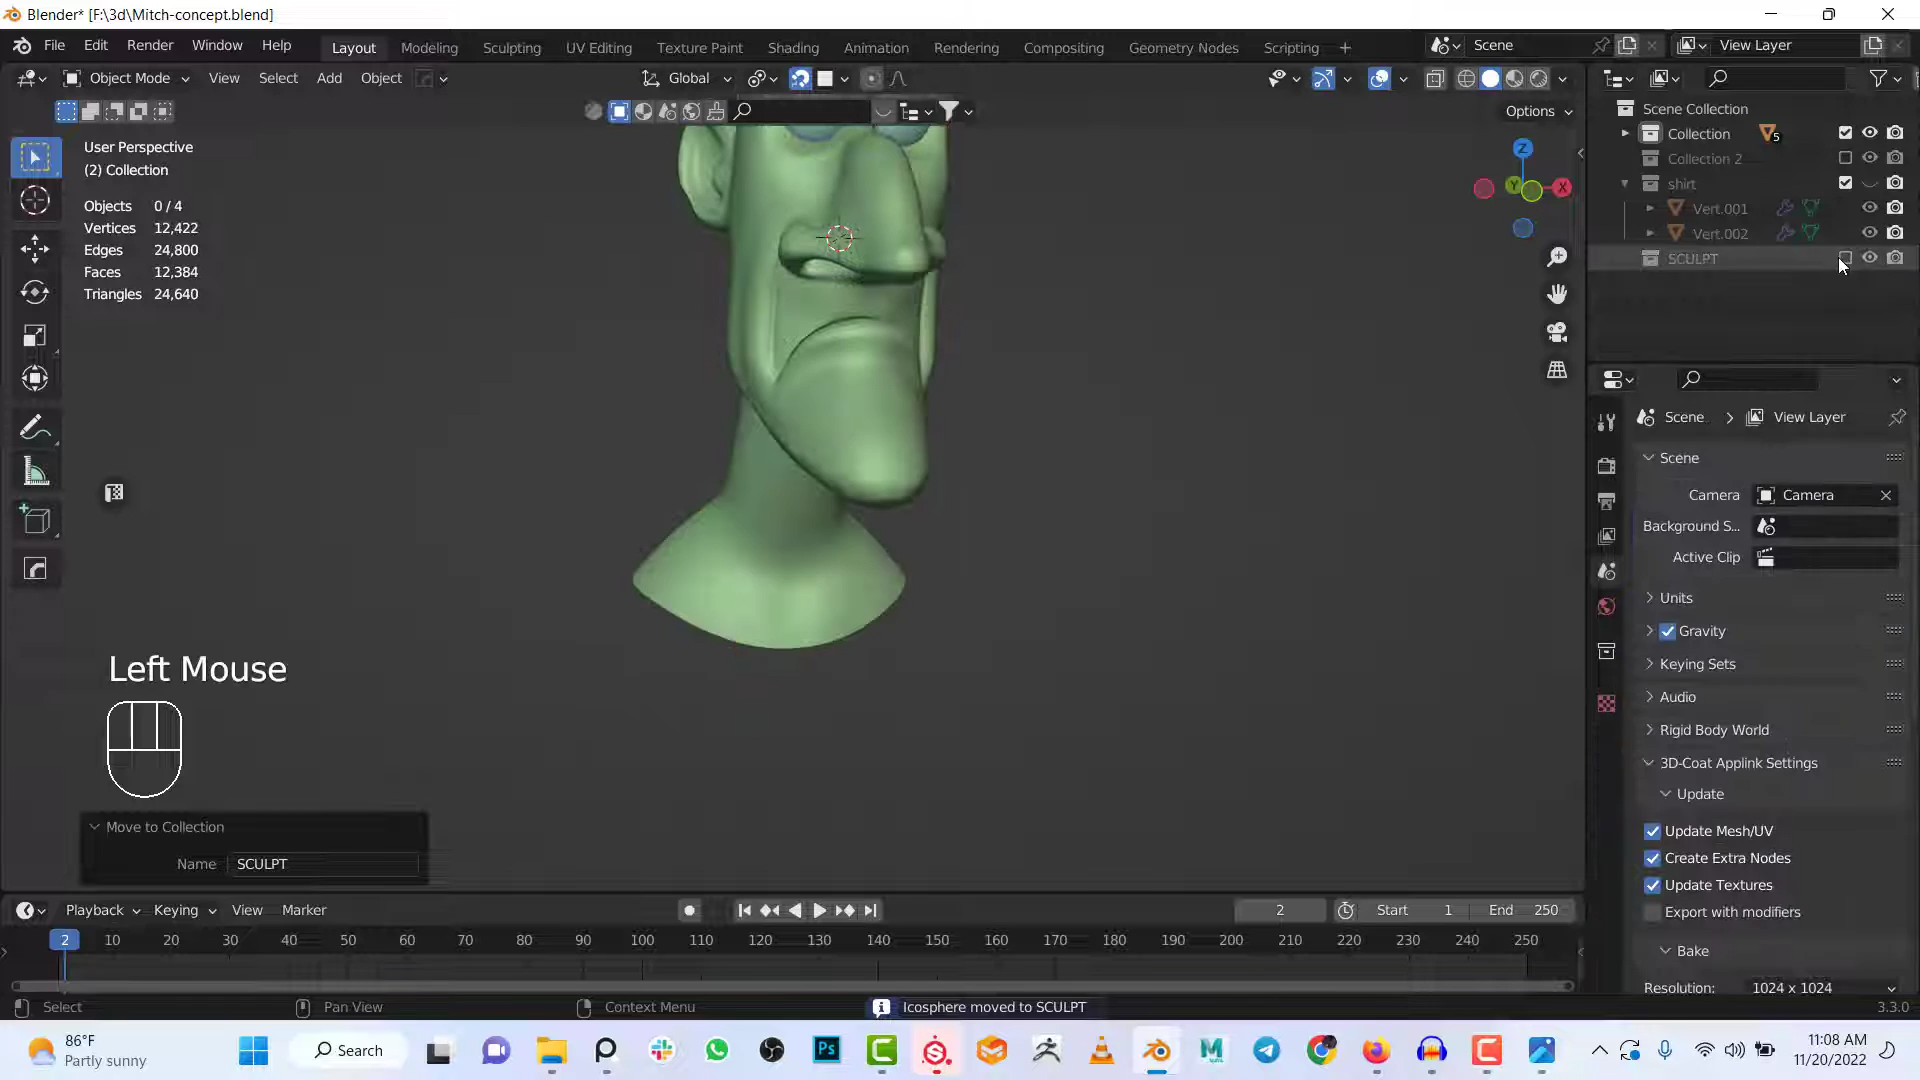 Blender* [F:\3d\Mitch-concept.blend]
File Edit Render Window Help Layout Modeling Sculpting UV Editing Texture Paint Shading Animation Rendering Compositing Geometry Nodes Scripting Scene View Layer
Object Mode View Select Add Object Global
Options
User Perspective
(2) Collection
Objects 0 / 4
Vertices 12,422
Edges 24,800
Faces 12,384
Triangles 24,640
Z
Y
X
Scene Collection
Collection 5
Collection 2
shirt
Vert.001
Vert.002
SCULPT
Scene > View Layer
Scene
Camera Camera
Background S...
Active Clip
Units
Gravity
Keying Sets
Audio
Rigid Body World
3D-Coat Applink Settings
Update
Update Mesh/UV
Create Extra Nodes
Update Textures
Export with modifiers
Bake
Resolution: 1024 x 1024
Left Mouse
Move to Collection
Name SCULPT
Playback Keying View Marker 2 Start 1 End 250
2 10 20 30 40 50 60 70 80 90 100 110 120 130 140 150 160 170 180 190 200 210 220 230 240 250
Select Pan View Context Menu Icosphere moved to SCULPT 3.3.0
86°F
Partly sunny
Search
Ps
11:08 AM
11/20/2022